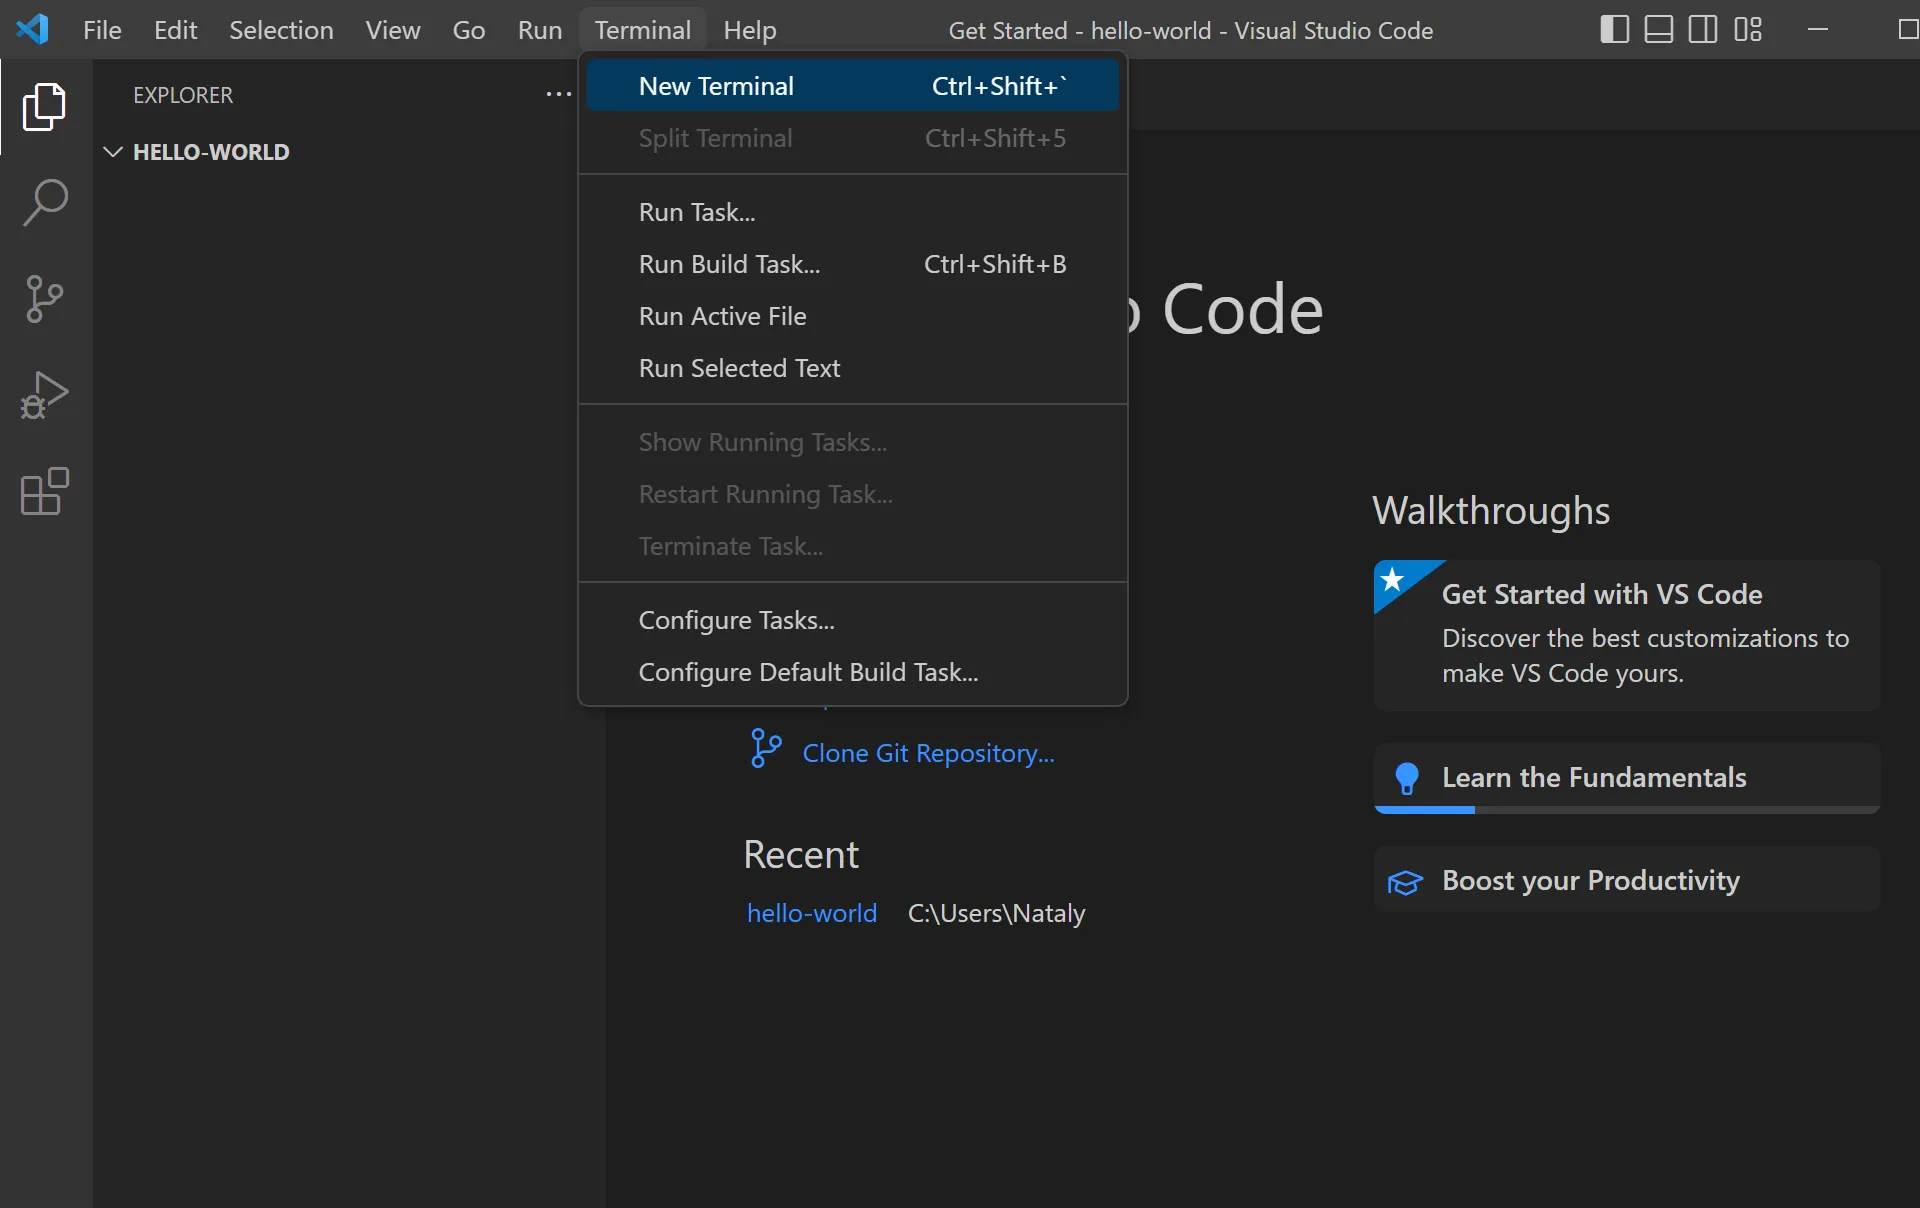 File Edit Selection View Go Run Terminal Help
Get Started - hello-world - Visual Studio Code
EXPLORER
HELLO-WORLD
New Terminal Ctrl+Shift+`
Split Terminal Ctrl+Shift+5
Run Task...
Run Build Task... Ctrl+Shift+B
Run Active File
Run Selected Text
Show Running Tasks...
Restart Running Task...
Terminate Task...
Configure Tasks...
Configure Default Build Task...
Code
Clone Git Repository...
Recent
hello-world C:\Users\Nataly
Walkthroughs
Get Started with VS Code
Discover the best customizations to
make VS Code yours.
Learn the Fundamentals
Boost your Productivity